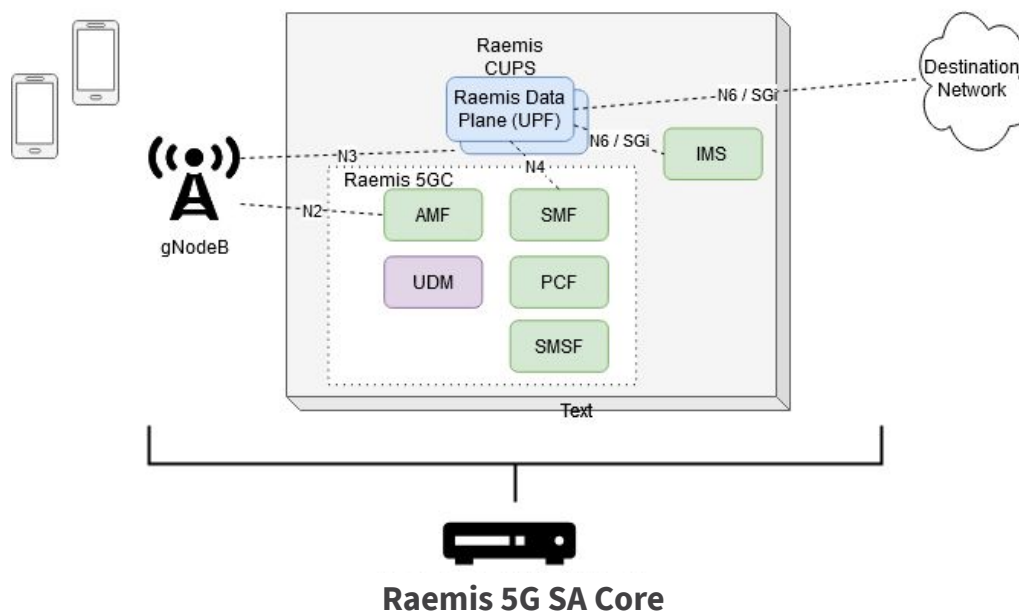 Raemis
CUPS
Raemis Data
Plane (UPF)
N6 / SGi
Destination
Network
N6 / SGi
IMS
N3
N4
Raemis 5GC
AMF
SMF
N2
gNodeB
UDM
PCF
SMSF
Text
Raemis 5G SA Core